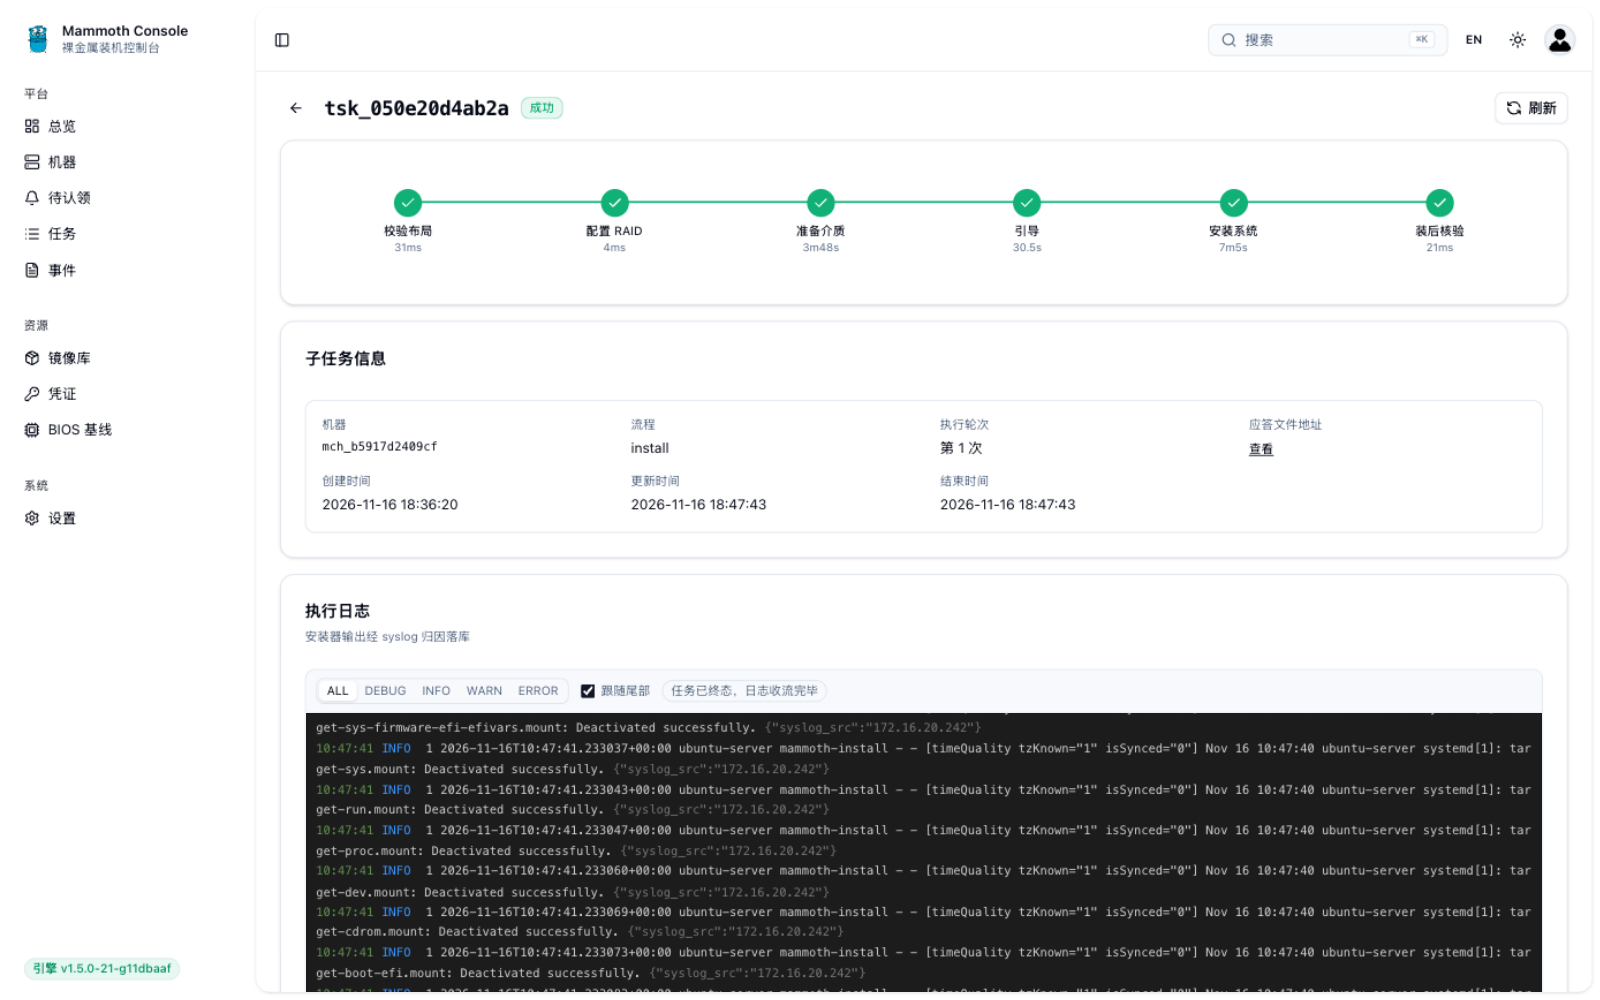 Mammoth Console
裸金属装机控制台
平台
总览
机器
待认领
任务
事件
资源
镜像库
凭证
BIOS 基线
系统
设置
引擎 v1.5.0-21-g11dbaaf
搜索
⌘K
EN
tsk_050e20d4ab2a
成功
刷新
校验布局
31ms
配置 RAID
4ms
准备介质
3m48s
引导
30.5s
安装系统
7m5s
装后核验
21ms
子任务信息
机器
mch_b5917d2409cf
流程
install
执行轮次
第 1 次
应答文件地址
查看
创建时间
2026-11-16 18:36:20
更新时间
2026-11-16 18:47:43
结束时间
2026-11-16 18:47:43
执行日志
安装器输出经 syslog 归因落库
ALL DEBUG INFO WARN ERROR 跟随尾部 任务已终态，日志收流完毕
get-sys-firmware-efi-efivars.mount: Deactivated successfully. {"syslog_src":"172.16.20.242"}
10:47:41 INFO 1 2026-11-16T10:47:41.233037+00:00 ubuntu-server mammoth-install - - [timeQuality tzKnown="1" isSynced="0"] Nov 16 10:47:40 ubuntu-server systemd[1]: tar
get-sys.mount: Deactivated successfully. {"syslog_src":"172.16.20.242"}
10:47:41 INFO 1 2026-11-16T10:47:41.233043+00:00 ubuntu-server mammoth-install - - [timeQuality tzKnown="1" isSynced="0"] Nov 16 10:47:40 ubuntu-server systemd[1]: tar
get-run.mount: Deactivated successfully. {"syslog_src":"172.16.20.242"}
10:47:41 INFO 1 2026-11-16T10:47:41.233047+00:00 ubuntu-server mammoth-install - - [timeQuality tzKnown="1" isSynced="0"] Nov 16 10:47:40 ubuntu-server systemd[1]: tar
get-proc.mount: Deactivated successfully. {"syslog_src":"172.16.20.242"}
10:47:41 INFO 1 2026-11-16T10:47:41.233060+00:00 ubuntu-server mammoth-install - - [timeQuality tzKnown="1" isSynced="0"] Nov 16 10:47:40 ubuntu-server systemd[1]: tar
get-dev.mount: Deactivated successfully. {"syslog_src":"172.16.20.242"}
10:47:41 INFO 1 2026-11-16T10:47:41.233069+00:00 ubuntu-server mammoth-install - - [timeQuality tzKnown="1" isSynced="0"] Nov 16 10:47:40 ubuntu-server systemd[1]: tar
get-cdrom.mount: Deactivated successfully. {"syslog_src":"172.16.20.242"}
10:47:41 INFO 1 2026-11-16T10:47:41.233073+00:00 ubuntu-server mammoth-install - - [timeQuality tzKnown="1" isSynced="0"] Nov 16 10:47:40 ubuntu-server systemd[1]: tar
get-boot-efi.mount: Deactivated successfully. {"syslog_src":"172.16.20.242"}